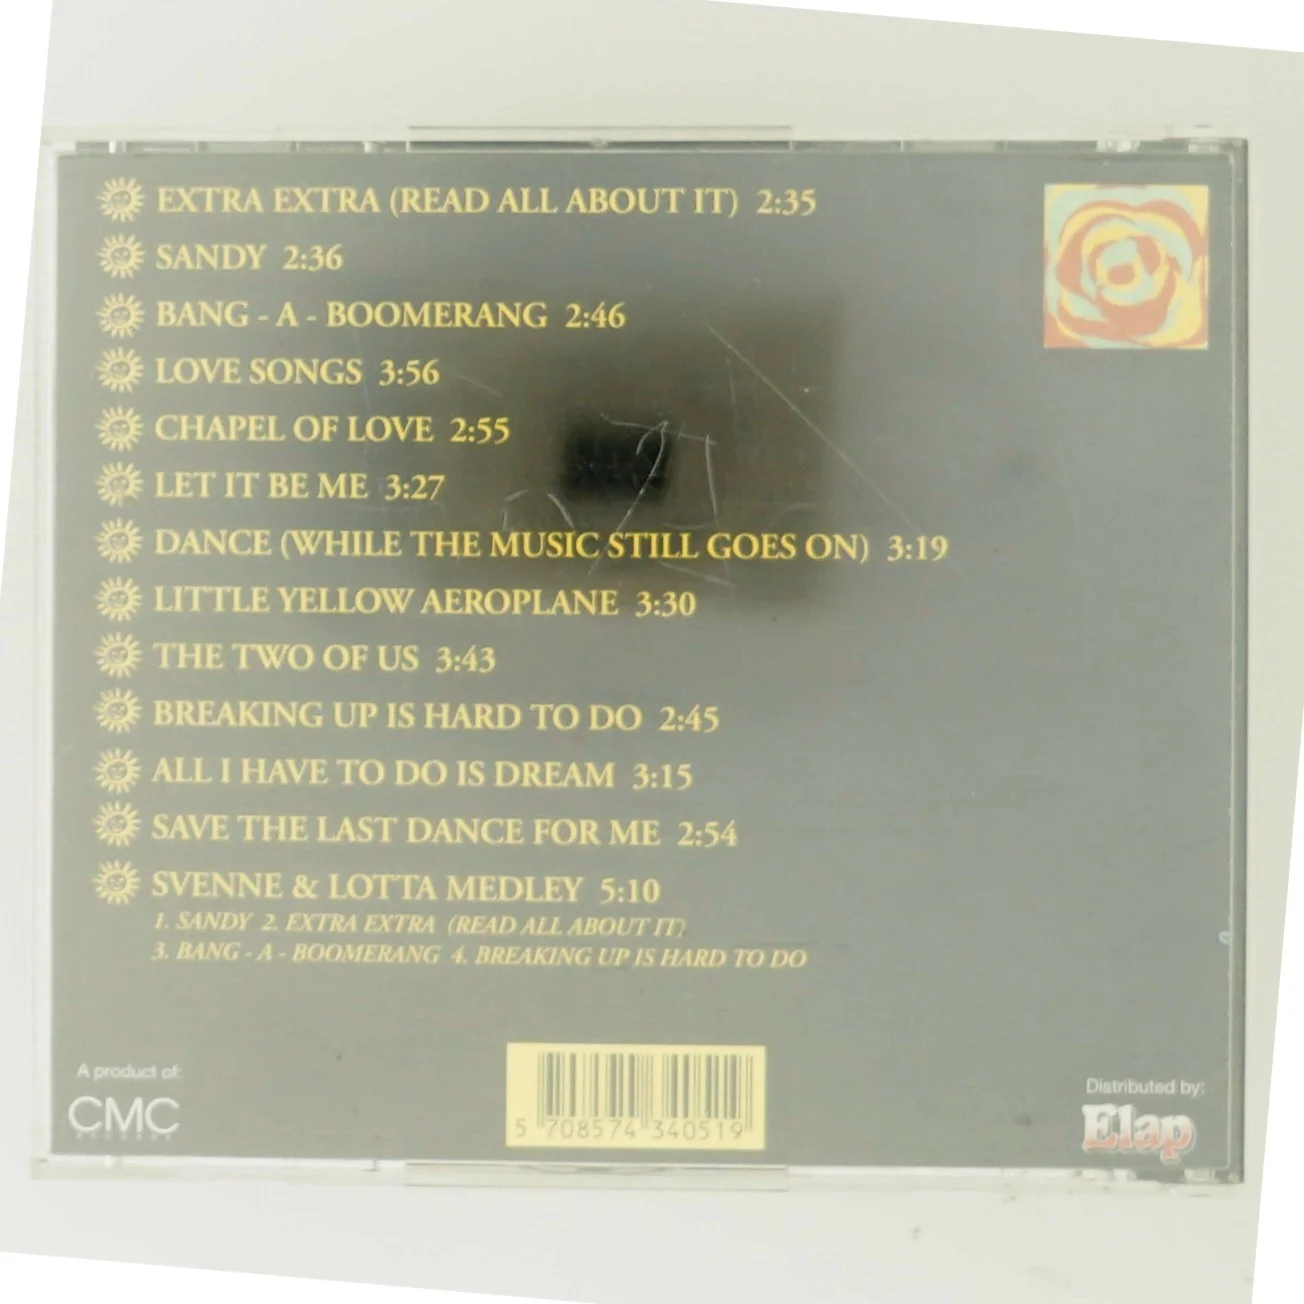 EXTRA EXTRA (READ ALL ABOUT IT) 2:35
SANDY 2:36
BANG - A - BOOMERANG 2:46
LOVE SONGS 3:56
CHAPEL OF LOVE 2:55
LET IT BE ME 3:27
DANCE (WHILE THE MUSIC STILL GOES ON) 3:19
LITTLE YELLOW AEROPLANE 3:30
THE TWO OF US 3:43
BREAKING UP IS HARD TO DO 2:45
ALL I HAVE TO DO IS DREAM 3:15
SAVE THE LAST DANCE FOR ME 2:54
SVENNE & LOTTA MEDLEY 5:10
1. SANDY 2. EXTRA EXTRA (READ ALL ABOUT IT)
3. BANG - A - BOOMERANG 4. BREAKING UP IS HARD TO DO
A product of:
CMC
RECORDS
5 708574 340519
Distributed by:
Elap